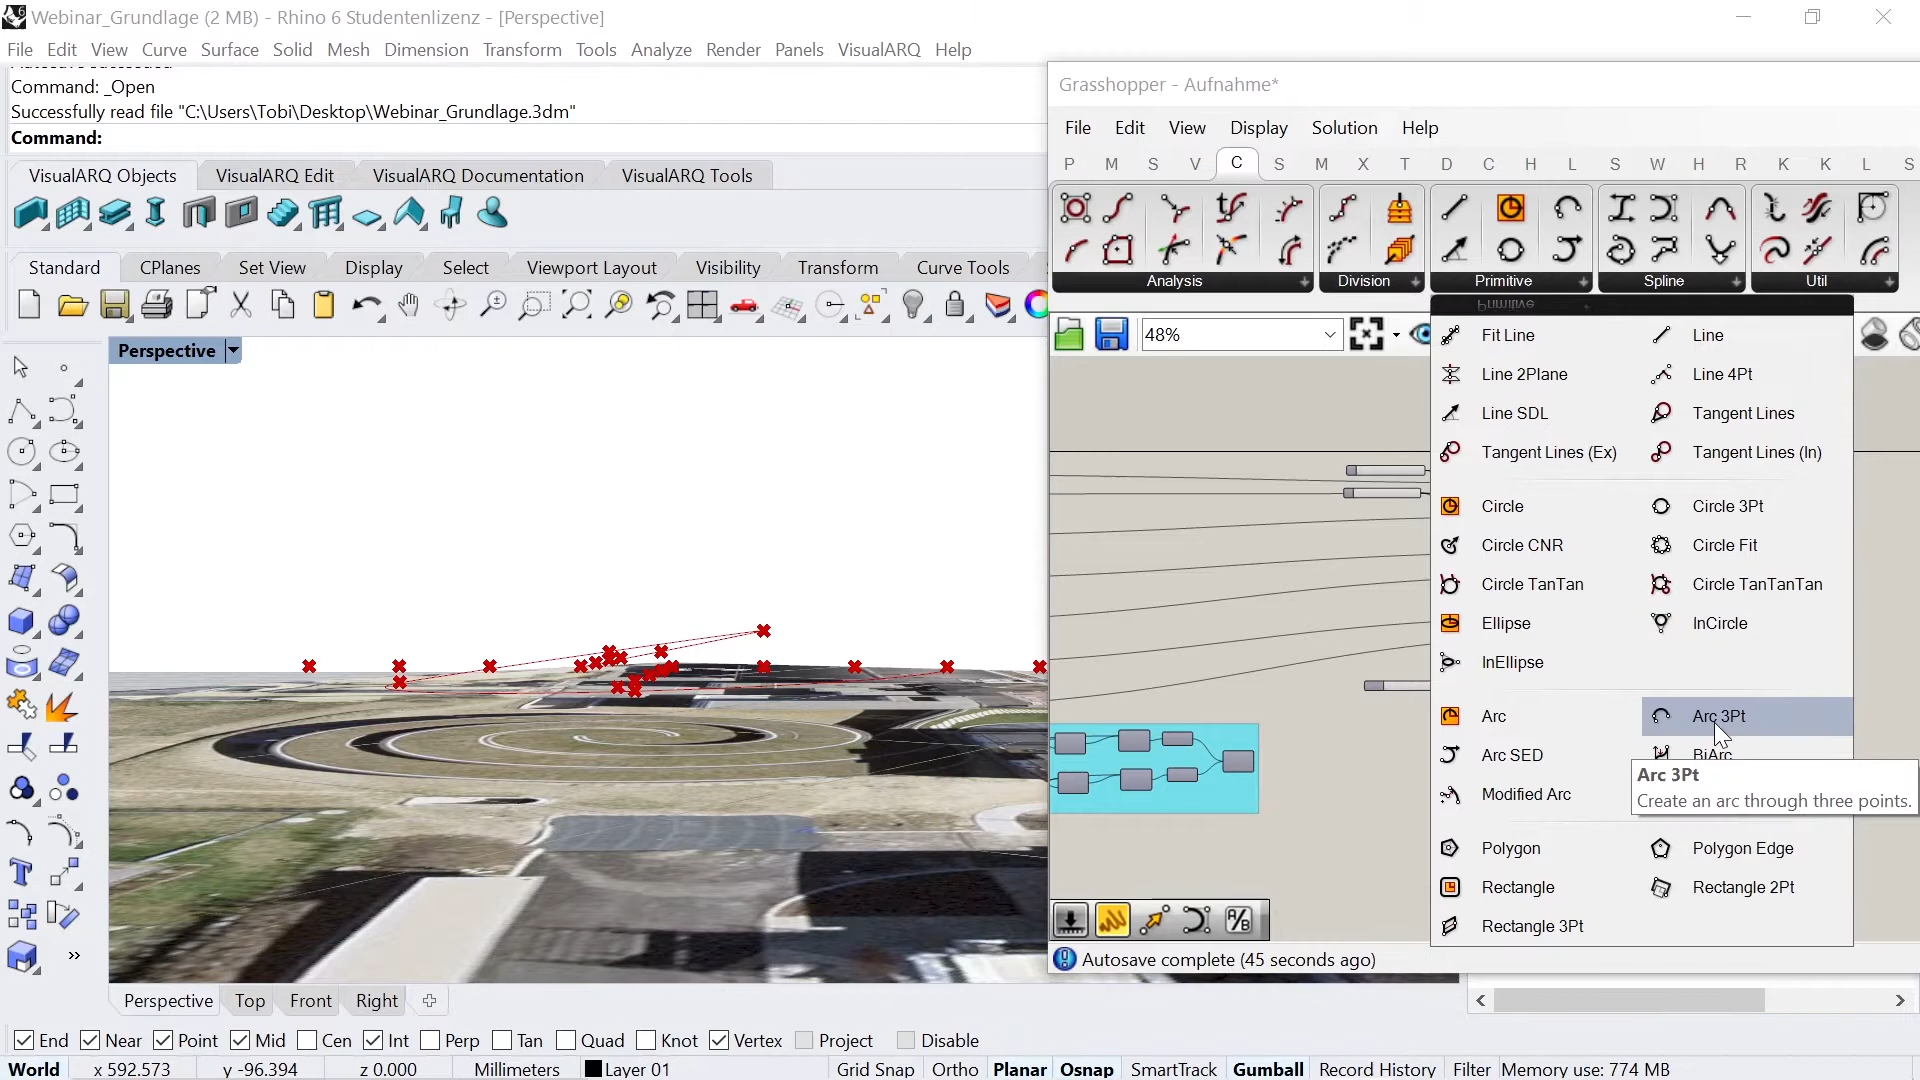 Webinar_Grundlage (2 MB) - Rhino 6 Studentenlizenz - [Perspective]
File Edit View Curve Surface Solid Mesh Dimension Transform Tools Analyze Render Panels VisualARQ Help
Command: _Open
Successfully read file "C:\Users\Tobi\Desktop\Webinar_Grundlage.3dm"
Command:
VisualARQ Objects VisualARQ Edit VisualARQ Documentation VisualARQ Tools
Standard CPlanes Set View Display Select Viewport Layout Visibility Transform Curve Tools
Perspective
Grasshopper - Aufnahme*
File Edit View Display Solution Help
P M S V C S M X T D C H L S W H R K K L S
Analysis Division Primitive Spline Util
48%
Primitive
Fit Line Line
Line 2Plane Line 4Pt
Line SDL Tangent Lines
Tangent Lines (Ex) Tangent Lines (In)
Circle Circle 3Pt
Circle CNR Circle Fit
Circle TanTan Circle TanTanTan
Ellipse InCircle
InEllipse
Arc Arc 3Pt
Arc SED BiArc
Modified Arc
Arc 3Pt
Create an arc through three points.
Polygon Polygon Edge
Rectangle Rectangle 2Pt
Rectangle 3Pt
Autosave complete (45 seconds ago)
Perspective Top Front Right
End Near Point Mid Cen Int Perp Tan Quad Knot Vertex Project Disable
World x 592.573 y -96.394 z 0.000 Millimeters Layer 01 Grid Snap Ortho Planar Osnap SmartTrack Gumball Record History Filter Memory use: 774 MB